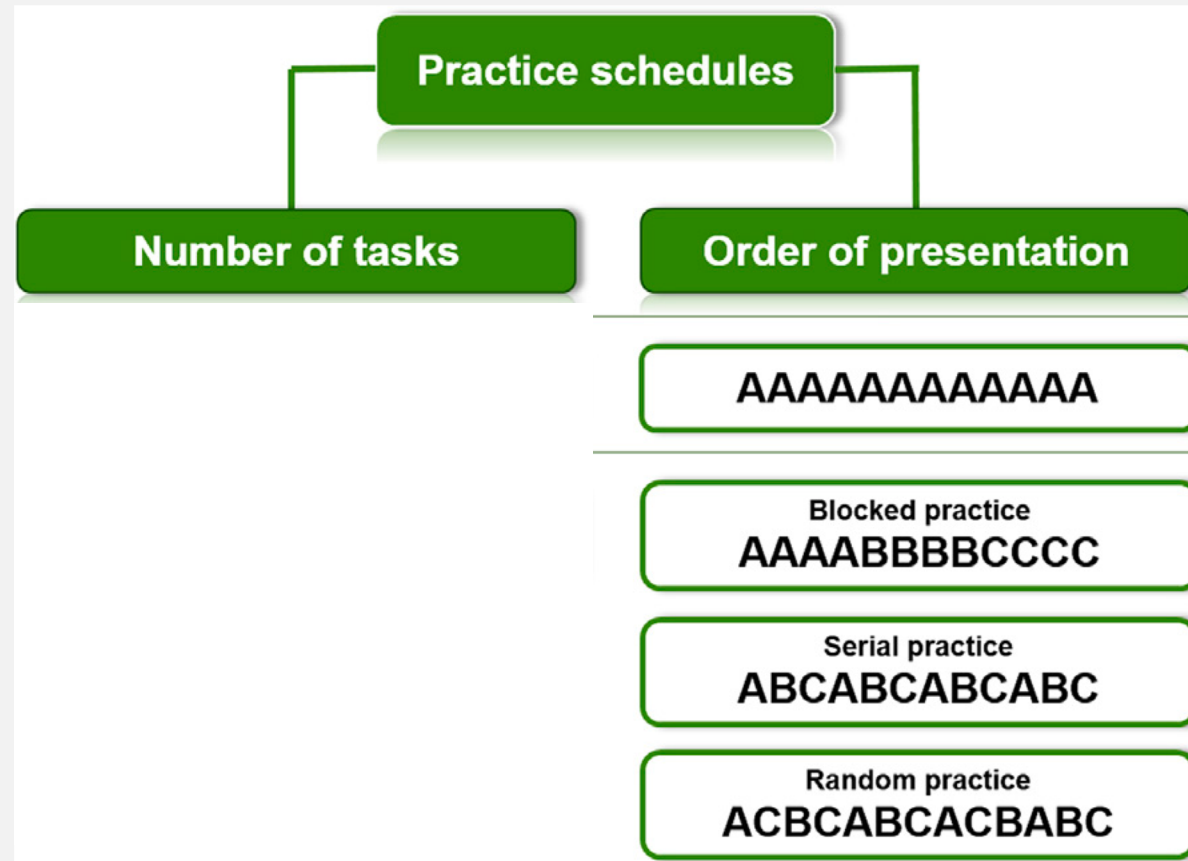 Practice schedules
Number of tasks
Order of presentation
AAAAAAAAAAAA
Blocked practice
AAAABBBBCCCC
Serial practice
ABCABCABCABC
Random practice
ACBCABCACBABC